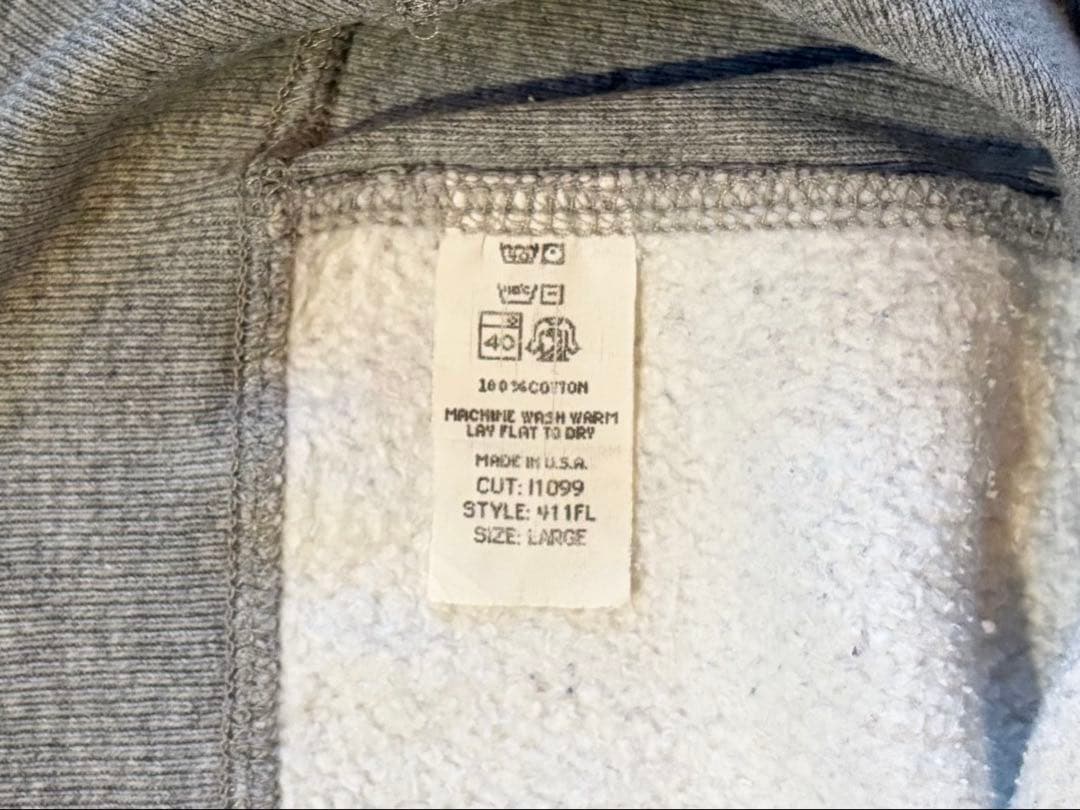 40
100%COTTON
MACHINE WASH WARM
LAY FLAT TO DRY
MADE IN U.S.A.
CUT: I1099
STYLE: 411FL
SIZE: LARGE